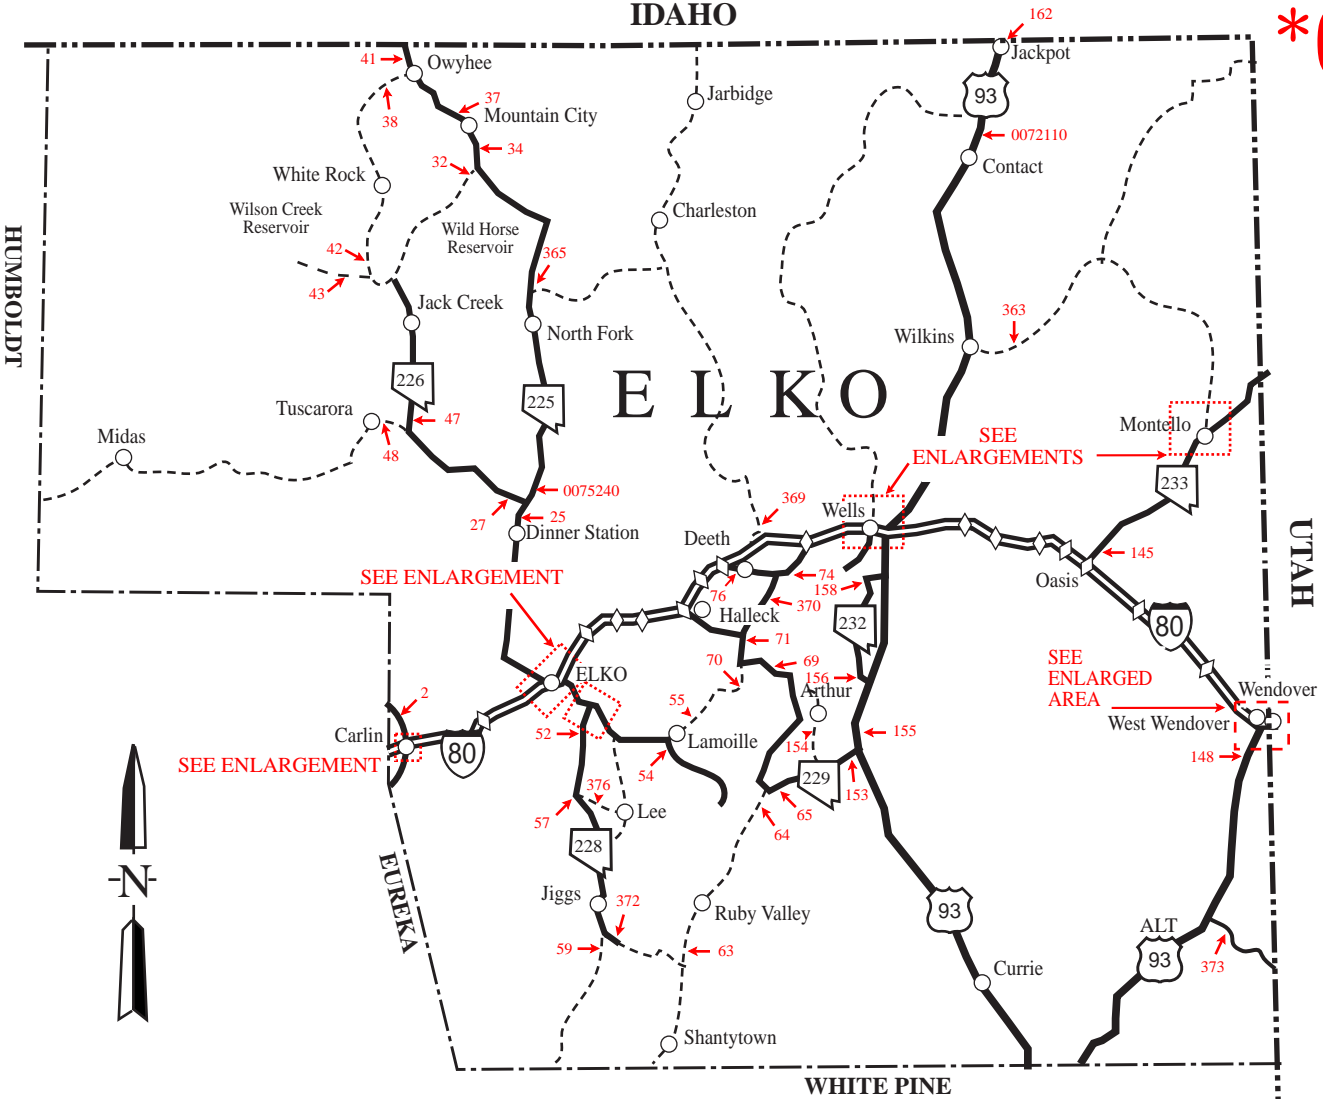 IDAHO
*
162
Jackpot
41
Owyhee
93
37
Jarbidge
38
Mountain City
0072110
34
32
Contact
White Rock
Wilson Creek
Reservoir
Charleston
Wild Horse
Reservoir
HUMBOLDT
42
365
43
Jack Creek
363
North Fork
Wilkins
226
ELKO
225
Tuscarora
47
Montello
Midas
48
SEE
ENLARGEMENTS
233
0075240
369
27
25
Wells
Dinner Station
Deeth
UTAH
145
SEE ENLARGEMENT
74
158
Oasis
76
370
Halleck
232
80
71
70
69
SEE
ENLARGED
AREA
156
ELKO
Arthur
Wendover
2
55
West Wendover
52
155
Carlin
Lamoille
154
80
148
SEE ENLARGEMENT
54
376
229
153
57
Lee
65
64
228
N
EUREKA
Jiggs
372
Ruby Valley
93
ALT
59
63
93
373
Currie
Shantytown
WHITE PINE